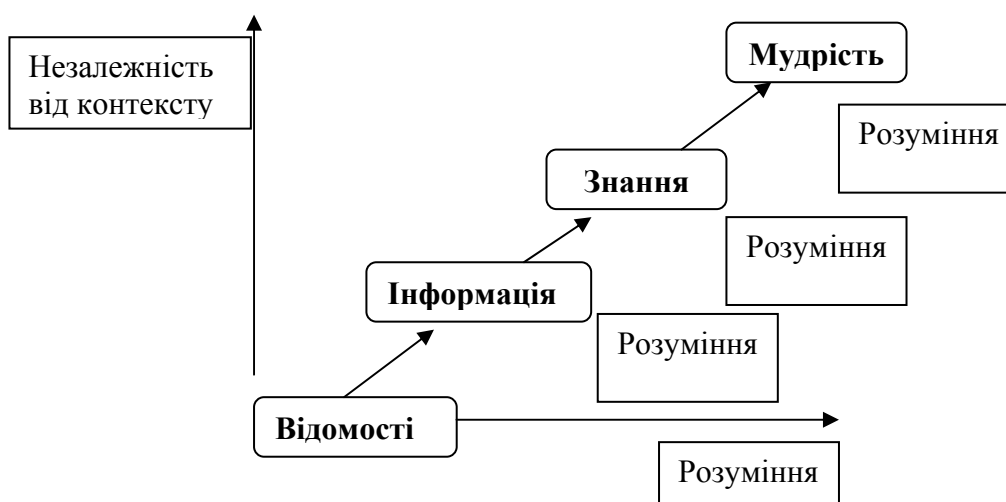 Мудрість
Незалежність
від контексту
Розуміння
Знання
Розуміння
Інформація
Розуміння
Відомості
Розуміння